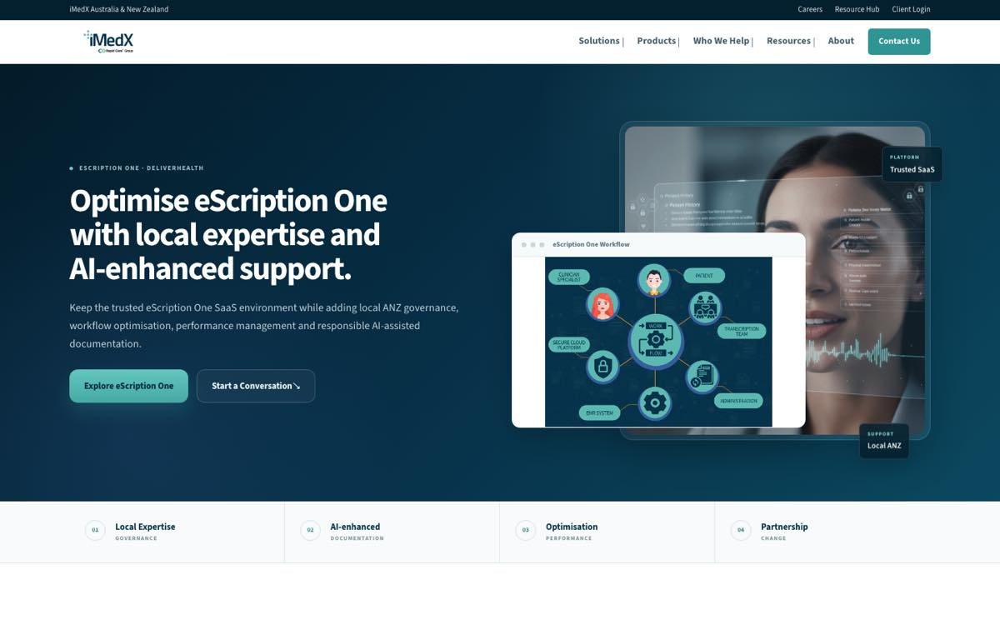 iMedX Australia & New Zealand
Careers Resource Hub Client Login
iMedX
Rapid Care Group
Solutions | Products | Who We Help | Resources | About Contact Us
ESCRIPTION ONE · DELIVERHEALTH
Optimise eScription One
with local expertise and
AI-enhanced support.
Keep the trusted eScription One SaaS environment while adding local ANZ governance,
workflow optimisation, performance management and responsible AI-assisted
documentation.
Explore eScription One
Start a Conversation↘
PLATFORM
Trusted SaaS
Patient History
eScription One Workflow
CLINICIAN
SPECIALIST
PATIENT
WORK
FLOW
TRANSCRIPTION
TEAM
SECURE CLOUD
PLATFORM
ADMINISTRATION
EMR SYSTEM
SUPPORT
Local ANZ
01
Local Expertise
GOVERNANCE
02
AI-enhanced
DOCUMENTATION
03
Optimisation
PERFORMANCE
04
Partnership
CHANGE